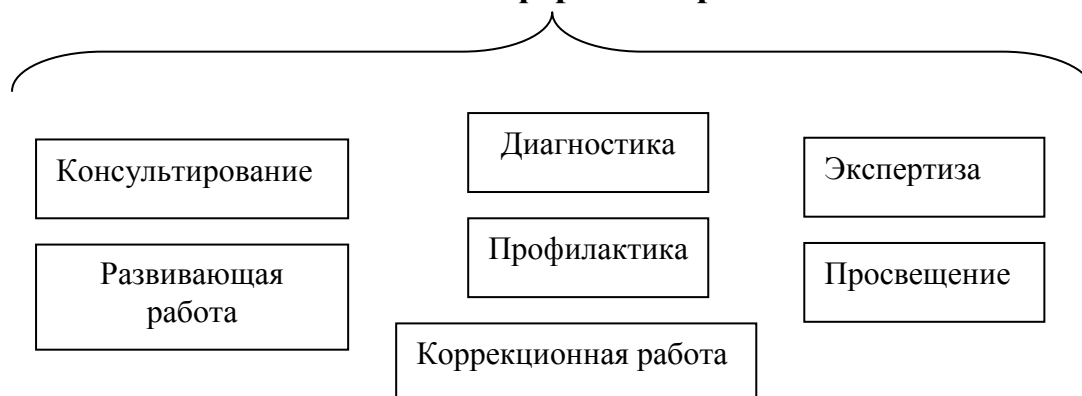 Консультирование
Диагностика
Экспертиза
Развивающая
работа
Профилактика
Просвещение
Коррекционная работа